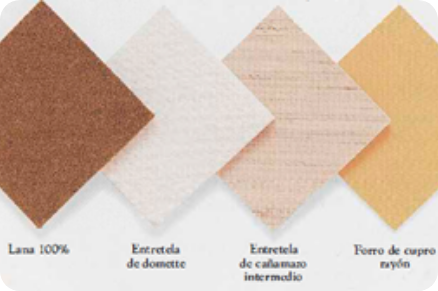 Lana 100%
Entretela
de domette
Entretela
de cañamazo
intermedio
Forro de cupro
rayón